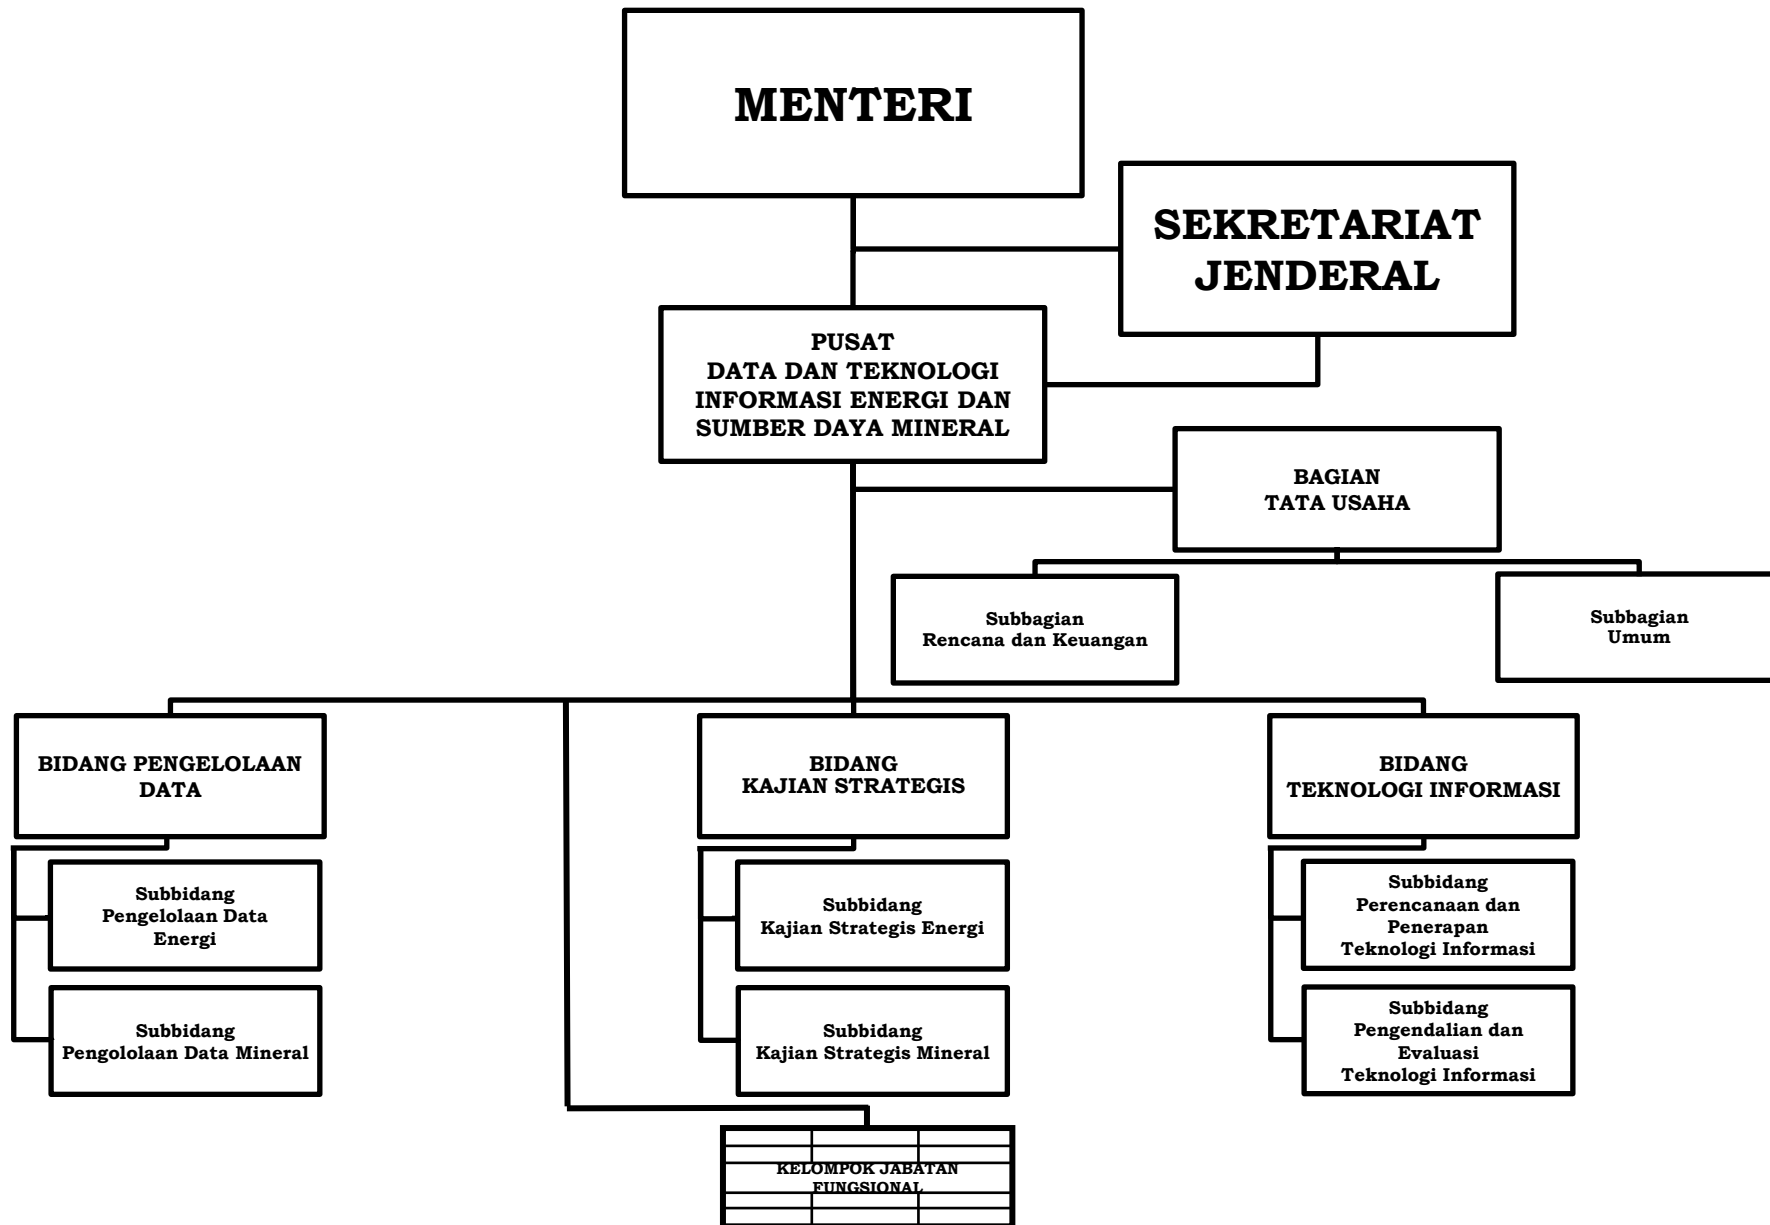 MENTERI
SEKRETARIAT
JENDERAL
PUSAT
DATA DAN TEKNOLOGI
INFORMASI ENERGI DAN
SUMBER DAYA MINERAL
BAGIAN
TATA USAHA
Subbagian
Rencana dan Keuangan
Subbagian
Umum
BIDANG PENGELOLAAN
DATA
BIDANG
KAJIAN STRATEGIS
BIDANG
TEKNOLOGI INFORMASI
Subbidang
Pengelolaan Data
Energi
Subbidang
Kajian Strategis Energi
Subbidang
Perencanaan dan
Penerapan
Teknologi Informasi
Subbidang
Pengololaan Data Mineral
Subbidang
Kajian Strategis Mineral
Subbidang
Pengendalian dan
Evaluasi
Teknologi Informasi
KELOMPOK JABATAN
FUNGSIONAL